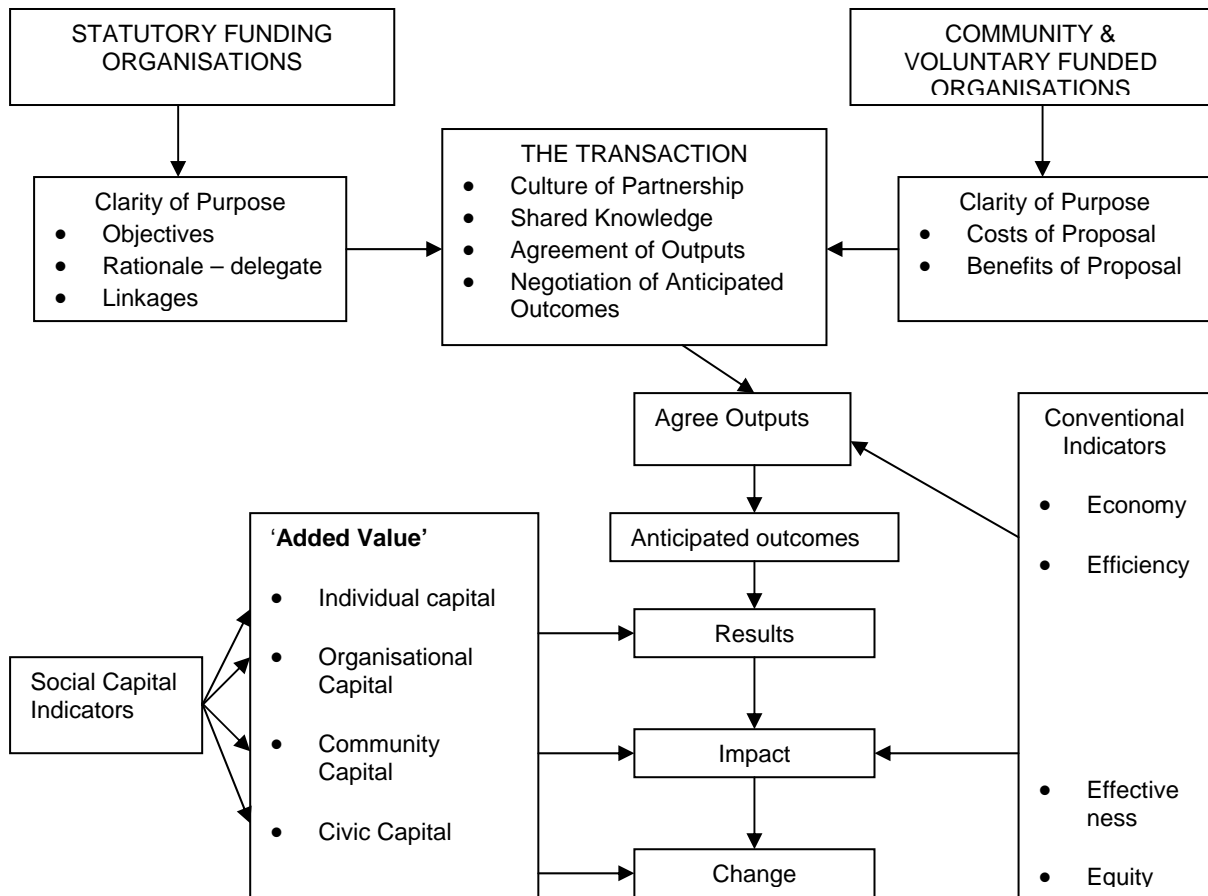 STATUTORY FUNDING
ORGANISATIONS
COMMUNITY &
VOLUNTARY FUNDED
ORGANISATIONS
Clarity of Purpose
• Objectives
• Rationale – delegate
• Linkages
THE TRANSACTION
• Culture of Partnership
• Shared Knowledge
• Agreement of Outputs
• Negotiation of Anticipated
Outcomes
Clarity of Purpose
• Costs of Proposal
• Benefits of Proposal
Agree Outputs
Anticipated outcomes
Results
Impact
Change
Social Capital
Indicators
'Added Value'
• Individual capital
• Organisational
Capital
• Community
Capital
• Civic Capital
Conventional
Indicators
• Economy
• Efficiency
• Effective
ness
• Equity